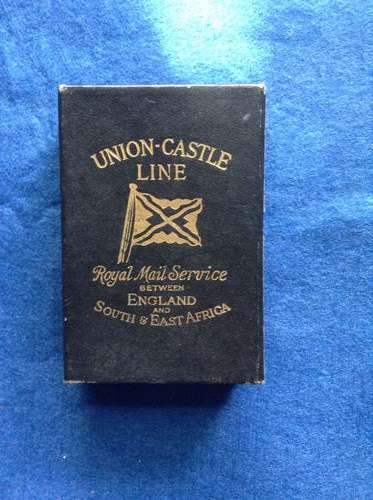 UNION-CASTLE
LINE
Royal Mail Service
BETWEEN
ENGLAND
AND
SOUTH & EAST AFRICA